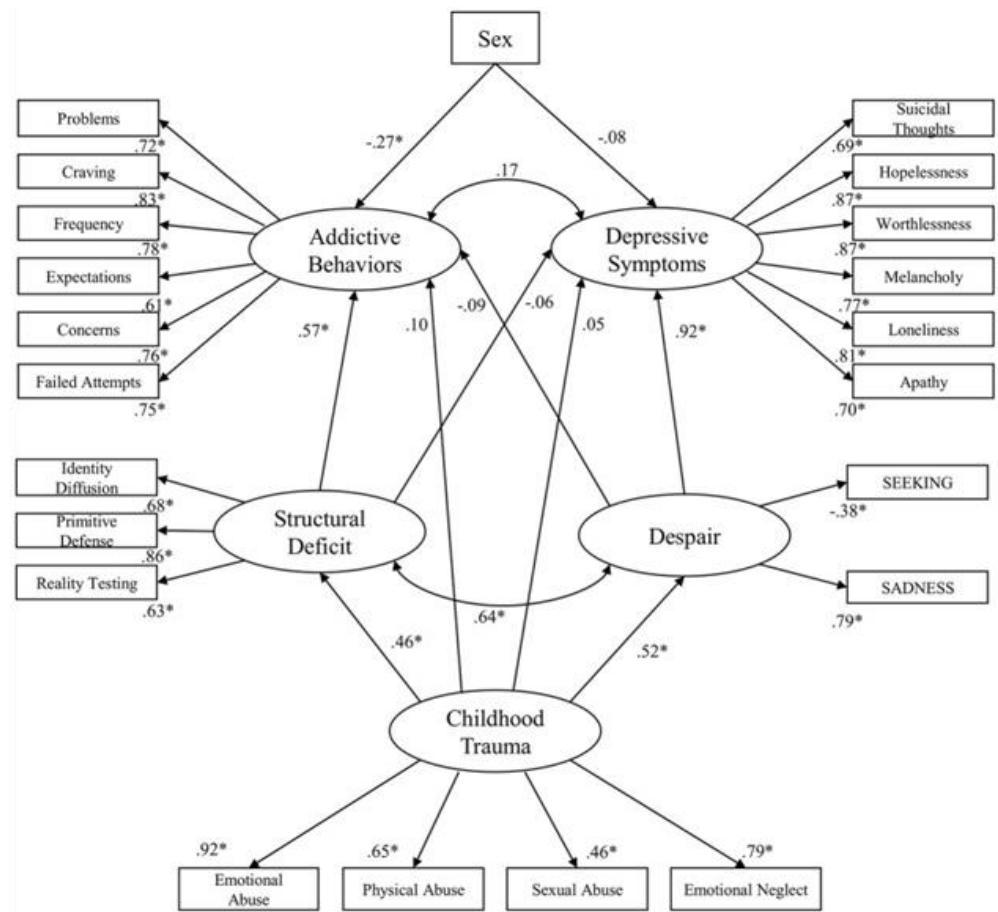 Sex
Problems
.72*
Craving
.83*
Frequency
.78*
Expectations
.61*
Concerns
.76*
Failed Attempts
.75*
-.27*
-.08
.17
Suicidal
Thoughts
.69*
Hopelessness
.87*
Worthlessness
.87*
Melancholy
.77*
Loneliness
.81*
Apathy
.70*
Addictive
Behaviors
Depressive
Symptoms
.57*
.10
-.09
-.06
.05
.92*
Identity
Diffusion
.68*
Primitive
Defense
.86*
Reality Testing
.63*
Structural
Deficit
Despair
SEEKING
-.38*
SADNESS
.79*
.64*
.46*
.52*
Childhood
Trauma
.92*
.65*
.46*
.79*
Emotional
Abuse
Physical Abuse
Sexual Abuse
Emotional Neglect